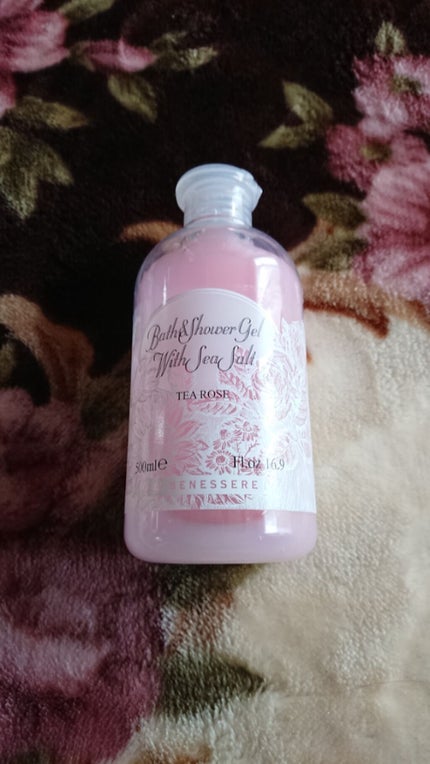 Bath & Shower Gel
With Sea Salt
TEA ROSE
500ml e Fl.oz 16.9
BENESSERE